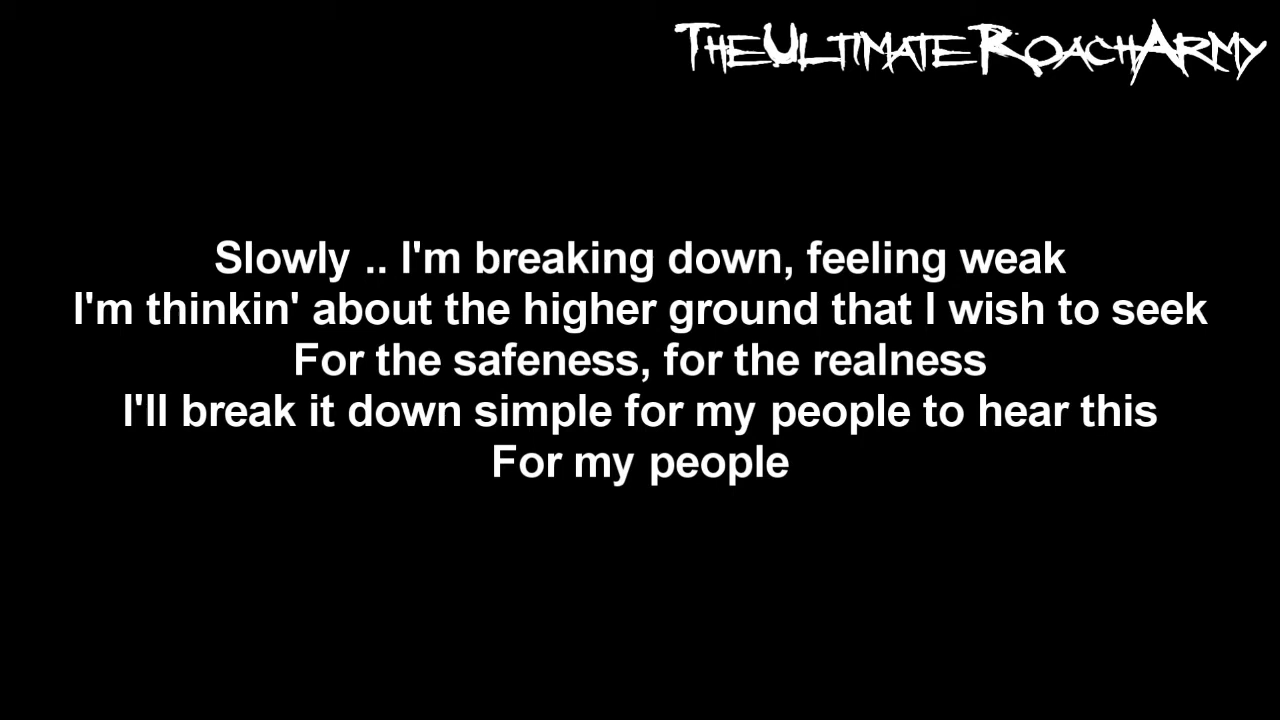 TheUltimateRoachArmy
Slowly .. I'm breaking down, feeling weak
I'm thinkin' about the higher ground that I wish to seek
For the safeness, for the realness
I'll break it down simple for my people to hear this
For my people